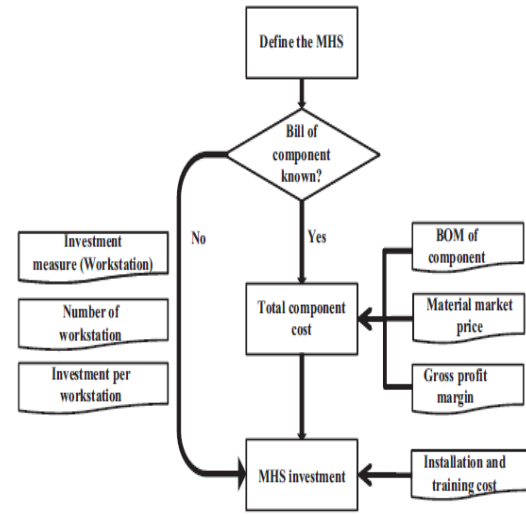 Define the MHS
Bill of
component
known?
No
Yes
Investment
measure (Workstation)
Number of
workstation
Investment per
workstation
Total component
cost
BOM of
component
Material market
price
Gross profit
margin
MHS investment
Installation and
training cost